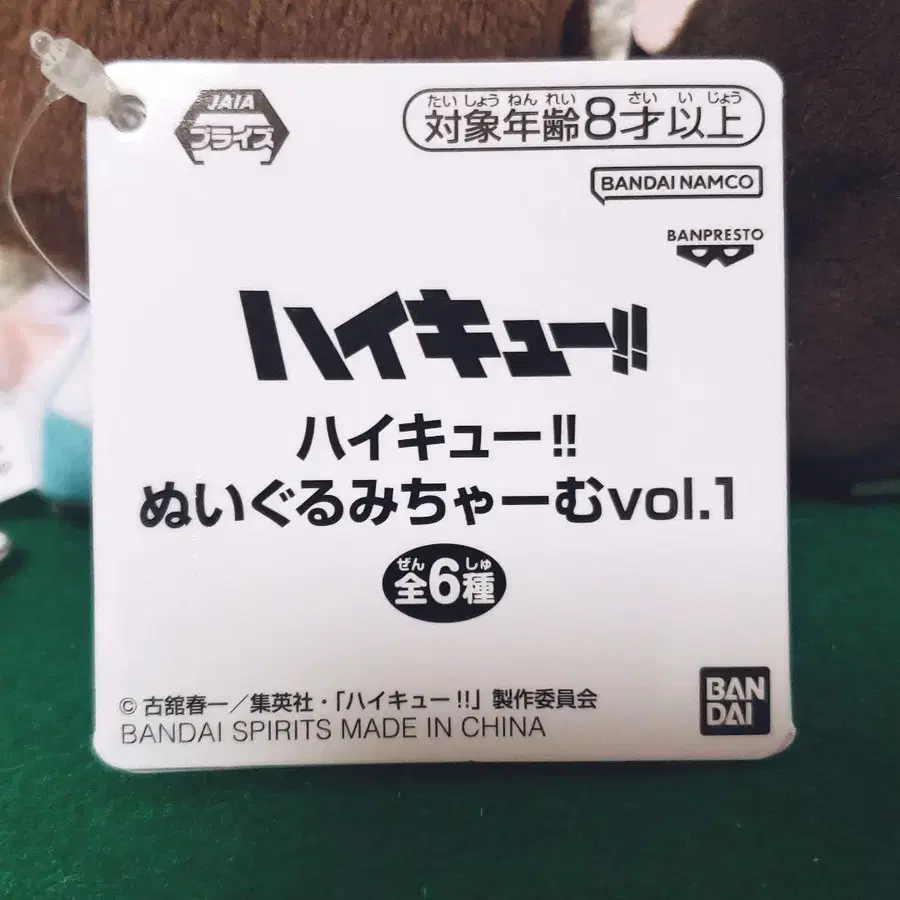 JAIA
プライズ
たいしょうねんれい さい い じょう
対象年齢8才以上
BANDAI NAMCO
BANPRESTO
ハイキュー!!
ハイキュー!!
ぬいぐるみちゃーむvol.1
ぜん しゅ
全6種
© 古舘春一／集英社・「ハイキュー!!」製作委員会
BANDAI SPIRITS MADE IN CHINA
BAN
DAI